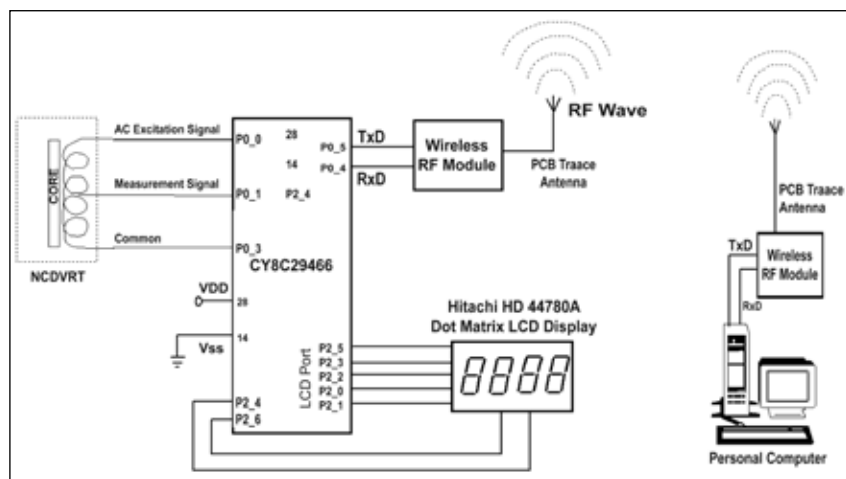 AC Excitation Signal
Measurement Signal
Common
CORE
NCDVRT
P0_0
P0_1
P0_3
28
14
P2_4
P0_5
P0_4
CY8C29466
VDD
28
14
Vss
P2_4
P2_6
LCD Port
P2_5
P2_3
P2_2
P2_0
P2_1
TxD
RxD
Wireless
RF Module
RF Wave
PCB Traace
Antenna
Hitachi HD 44780A
Dot Matrix LCD Display
8888
PCB Traace
Antenna
TxD
RxD
Wireless
RF Module
Personal Computer